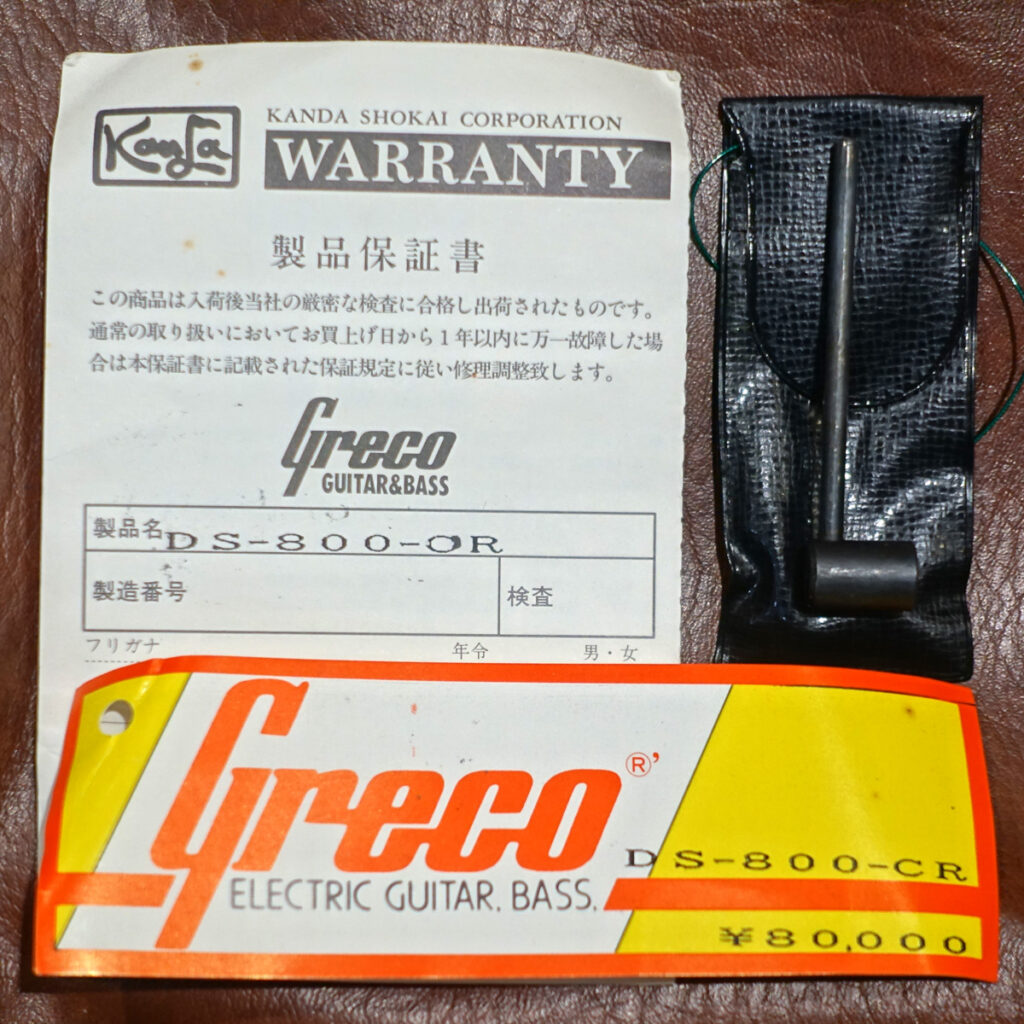 Kanda
KANDA SHOKAI CORPORATION
WARRANTY
製品保証書
この商品は入荷後当社の厳密な検査に合格し出荷されたものです。
通常の取り扱いにおいてお買上げ日から1年以内に万一故障した場
合は本保証書に記載された保証規定に従い修理調整致します。
Greco
GUITAR&BASS
製品名 DS-800-CR
製造番号 検査
フリガナ 年令 男・女
Greco®’
DS-800-CR
ELECTRIC GUITAR. BASS.
¥80,000